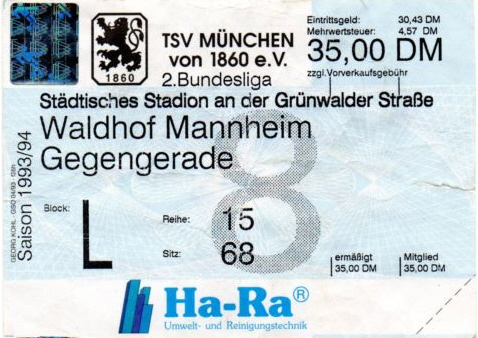 1860
TSV MÜNCHEN
von 1860 e.V.
2.Bundesliga
Eintrittsgeld: 30,43 DM
Mehrwertsteuer: 4,57 DM
35,00 DM
zzgl.Vorverkaufsgebühr
Städtisches Stadion an der Grünwalder Straße
Waldhof Mannheim
Gegengerade
8
Saison 1993/94
Block: L
Reihe: 15
Sitz: 68
ermäßigt
35,00 DM
Mitglied
35,00 DM
Ha-Ra®
Umwelt- und Reinigungstechnik